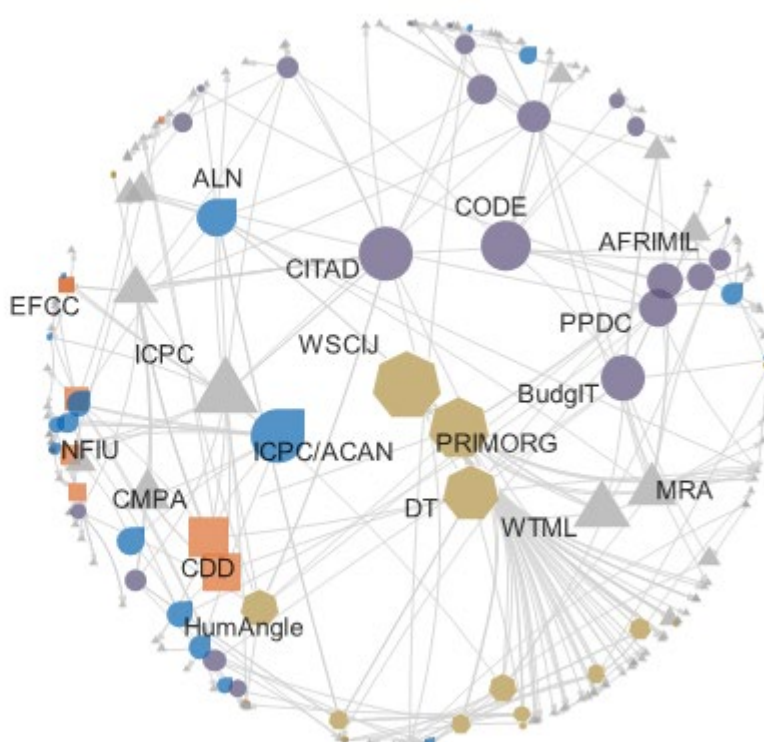 ALN
CODE
CITAD
AFRIMIL
EFCC
PPDC
ICPC
WSCIJ
BudgIT
NFIU
ICPC/ACAN
PRIMORG
CMPA
DT
WTML
MRA
CDD
HumAngle